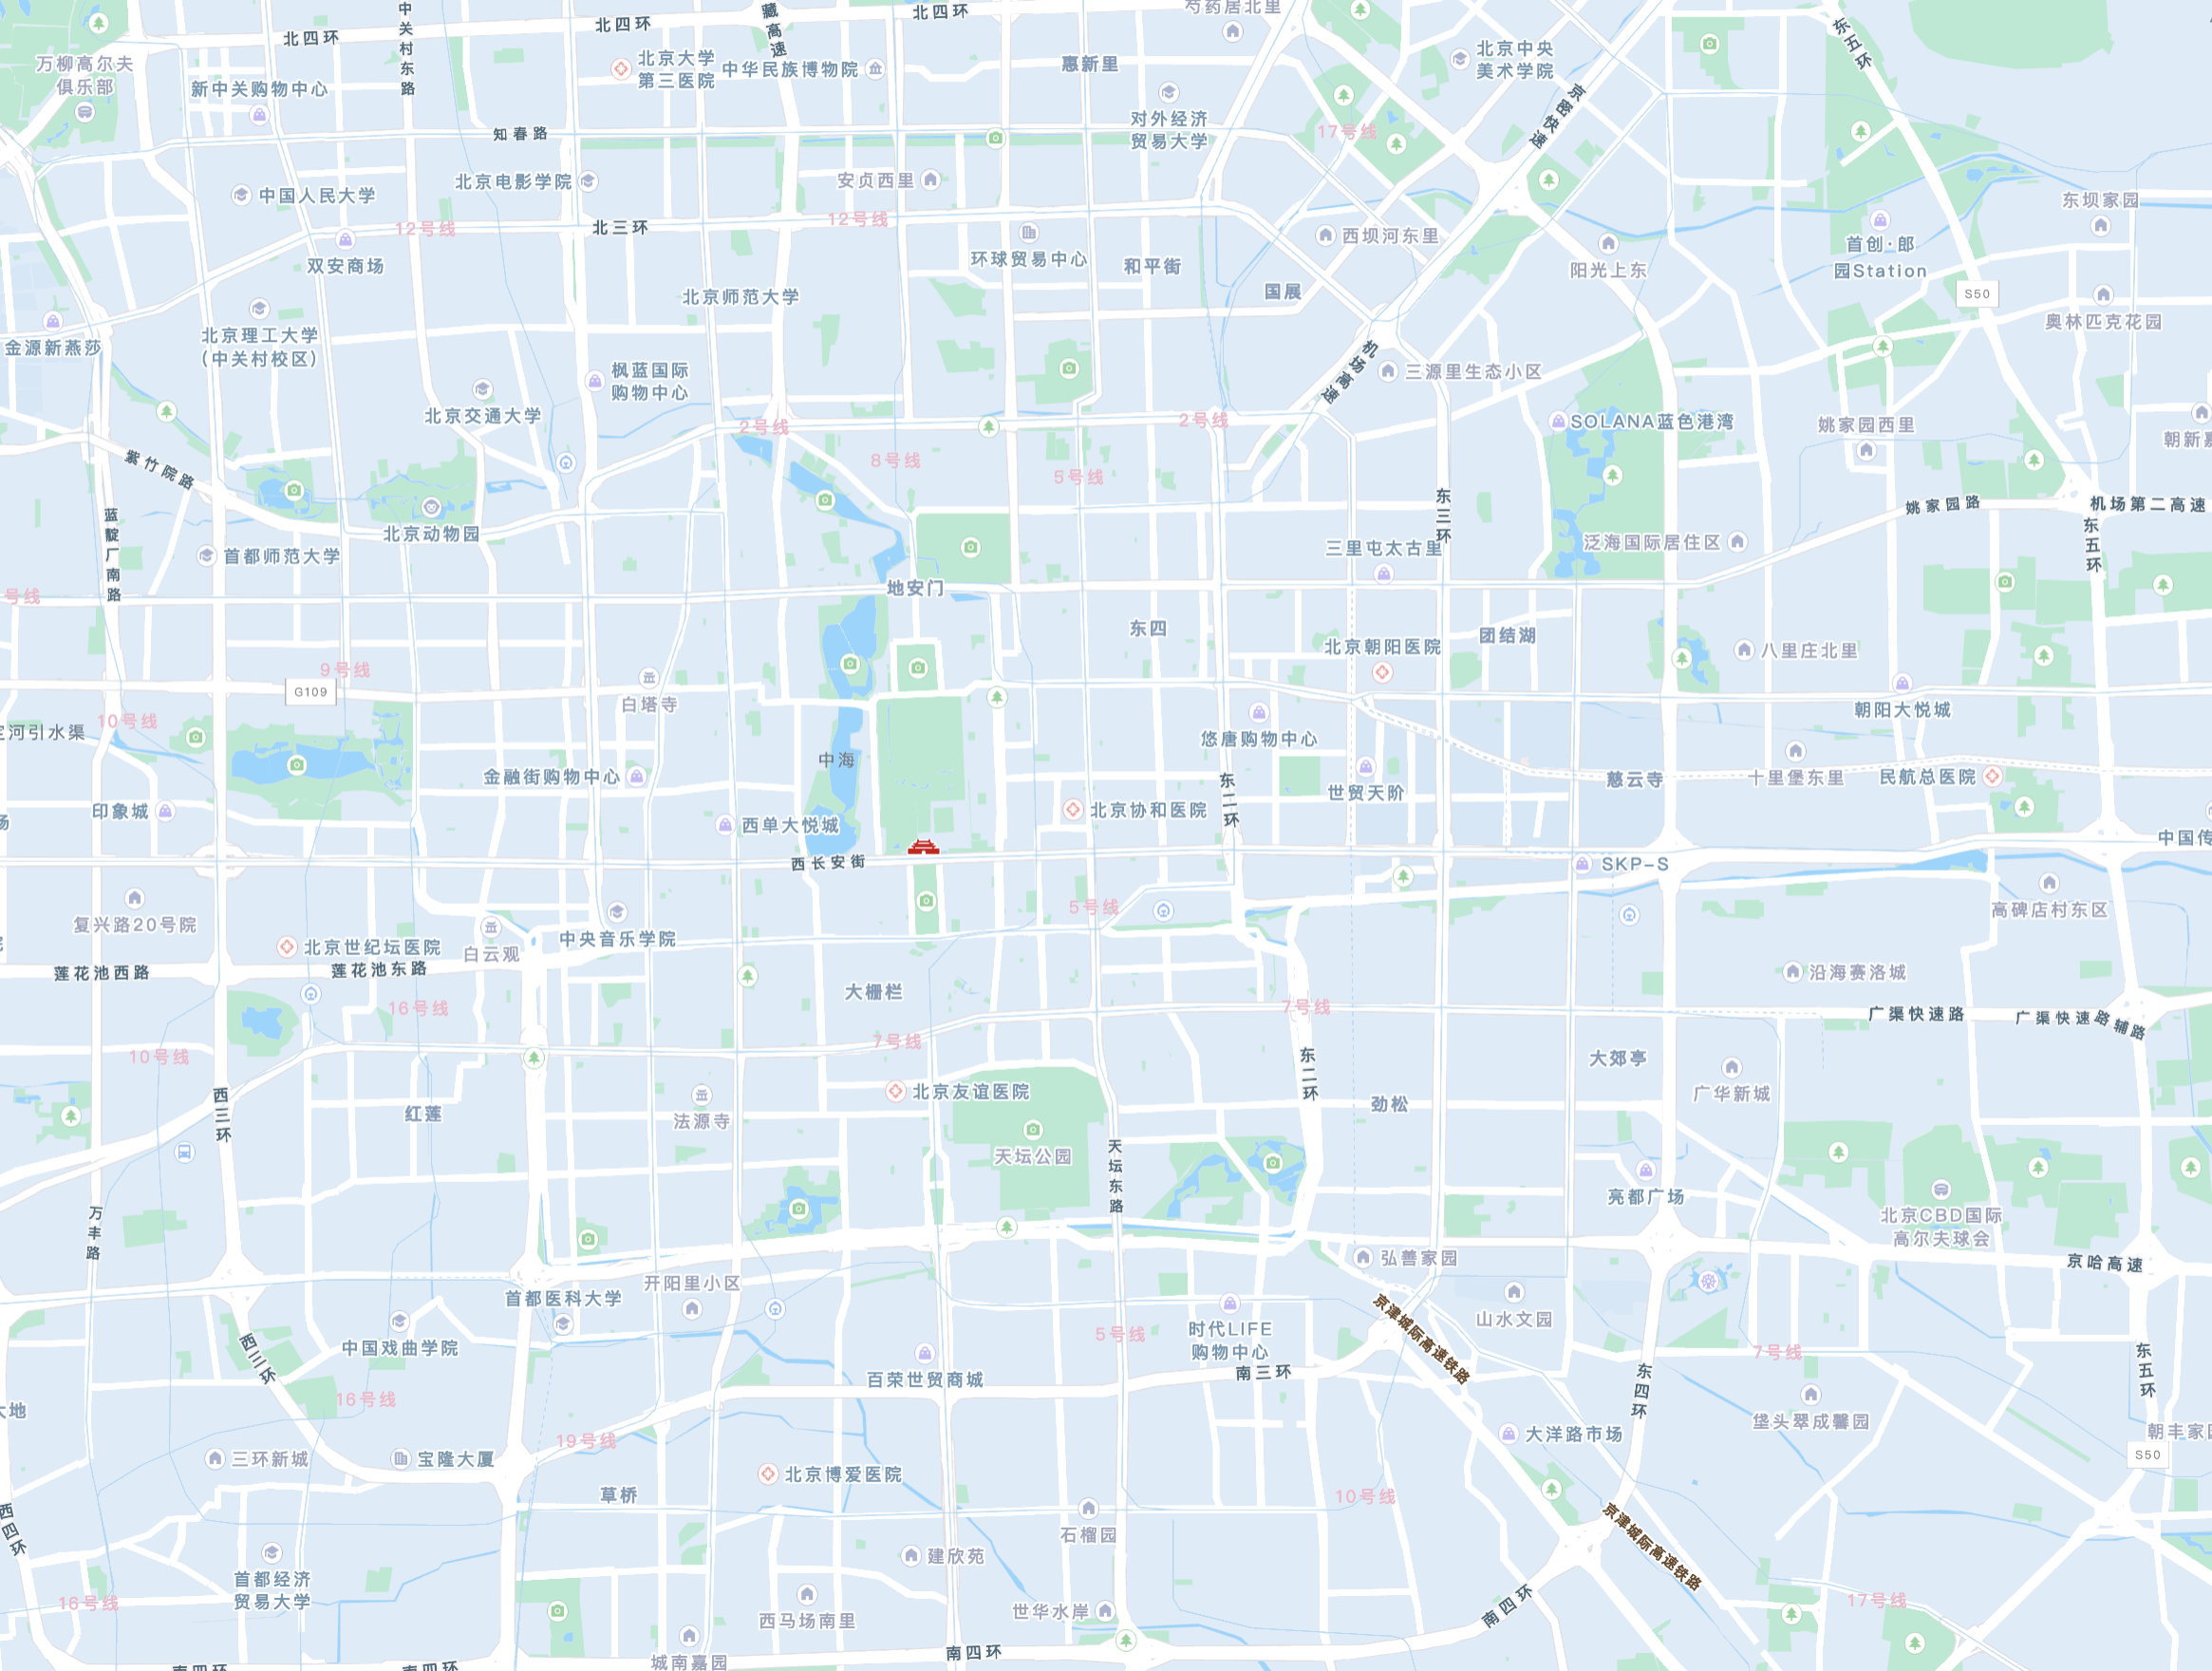 芍药居北里
北四环
北四环
北四环
中关村东路
藏高速
东五环
万柳高尔夫
俱乐部
新中关购物中心
北京大学
第三医院
中华民族博物院
惠新里
北京中央
美术学院
京密快速
对外经济
贸易大学
17号线
知春路
中国人民大学
北京电影学院
安贞西里
12号线
12号线
北三环
西坝河东里
东坝家园
双安商场
环球贸易中心
和平街
阳光上东
首创·郎
园Station
S50
国展
北京师范大学
金源新燕莎
北京理工大学
(中关村校区)
奥林匹克花园
机场高速
三源里生态小区
枫蓝国际
购物中心
北京交通大学
2号线
2号线
SOLANA蓝色港湾
姚家园西里
8号线
5号线
紫竹院路
东三环
姚家园路
机场第二高速
东五环
蓝靛厂南路
首都师范大学
北京动物园
三里屯太古里
泛海国际居住区
号线
地安门
东四
团结湖
北京朝阳医院
八里庄北里
9号线
G109
白塔寺
10号线
朝阳大悦城
河引水渠
中海
悠唐购物中心
金融街购物中心
东二环
世贸天阶
慈云寺
十里堡东里
民航总医院
印象城
西单大悦城
北京协和医院
西长安街
SKP-S
中国传
复兴路20号院
5号线
高碑店村东区
北京世纪坛医院
白云观
中央音乐学院
莲花池西路
莲花池东路
沿海赛洛城
大栅栏
16号线
7号线
广渠快速路
广渠快速路辅路
7号线
10号线
东二环
大郊亭
广华新城
北京友谊医院
西三环
红莲
法源寺
劲松
天坛公园
天坛东路
亮都广场
万丰路
北京CBD国际
高尔夫球会
弘善家园
京哈高速
开阳里小区
首都医科大学
山水文园
京津城际高速铁路
时代LIFE
购物中心
5号线
中国戏曲学院
西三环
7号线
百荣世贸商城
南三环
东四环
东五环
16号线
大地
垡头翠成馨园
19号线
大洋路市场
S50
三环新城
宝隆大厦
北京博爱医院
草桥
10号线
石榴园
京津城际高速铁路
西四环
建欣苑
首都经济
贸易大学
16号线
西马场南里
世华水岸
南四环
17号线
南四环
城南嘉园
南四环
南四环